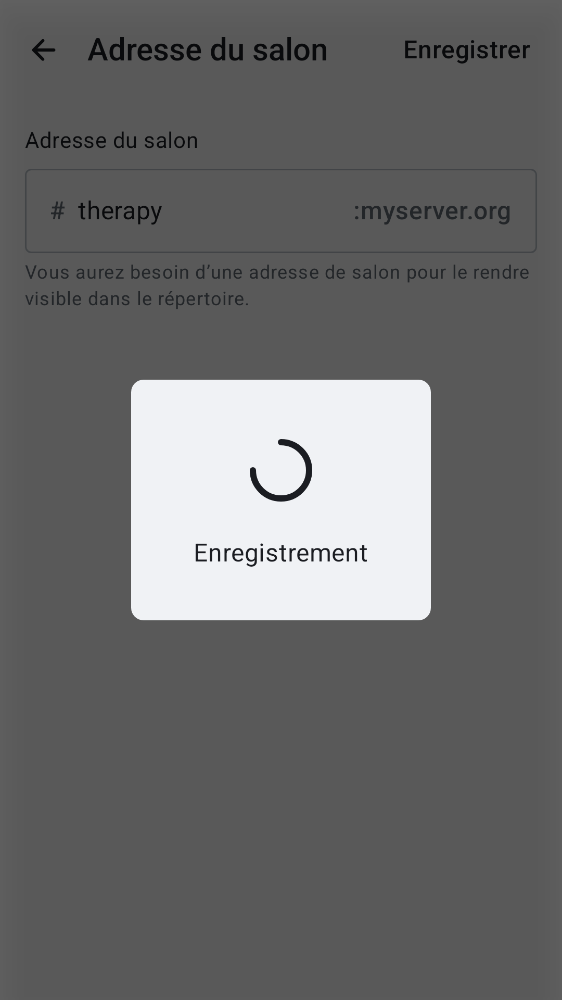 Adresse du salon Enregistrer
Adresse du salon
# therapy :myserver.org
Vous aurez besoin d’une adresse de salon pour le rendre
visible dans le répertoire.
Enregistrement